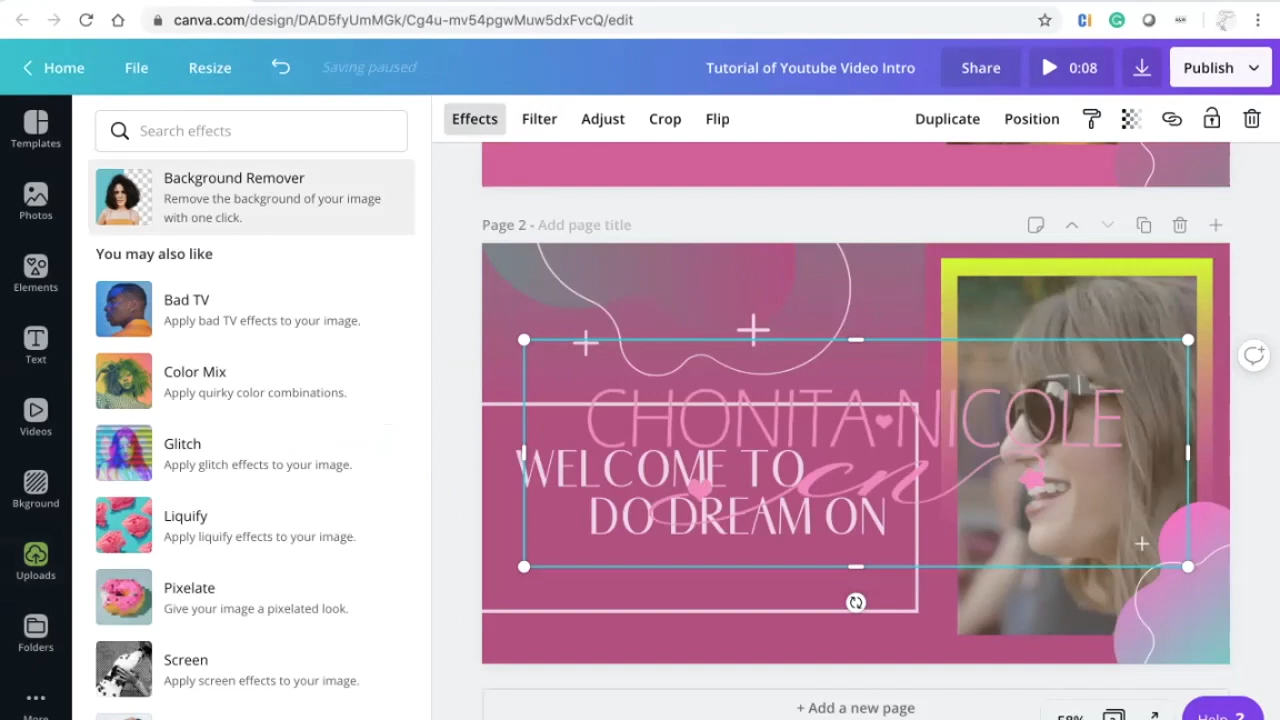 canva.com/design/DAD5fyUmMGk/Cg4u-mv54pgwMuw5dxFvcQ/edit
Home File Resize Saving paused Tutorial of Youtube Video Intro Share 0:08 Publish
Templates
Photos
Elements
Text
Videos
Bkground
Uploads
Folders
More
Search effects
Background Remover
Remove the background of your image
with one click.
You may also like
Bad TV
Apply bad TV effects to your image.
Color Mix
Apply quirky color combinations.
Glitch
Apply glitch effects to your image.
Liquify
Apply liquify effects to your image.
Pixelate
Give your image a pixelated look.
Screen
Apply screen effects to your image.
Effects Filter Adjust Crop Flip Duplicate Position
Page 2 - Add page title
CHONITA NICOLE
cn
WELCOME TO
DO DREAM ON
+ Add a new page
58%
Help ?